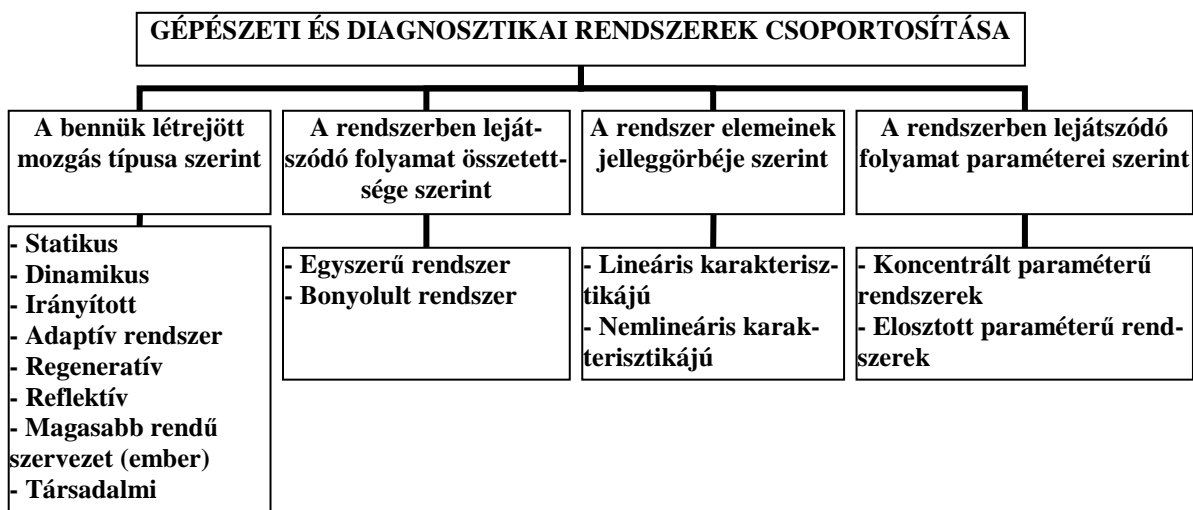 GÉPÉSZETI ÉS DIAGNOSZTIKAI RENDSZEREK CSOPORTOSÍTÁSA
A bennük létrejött
mozgás típusa szerint
A rendszerben leját-
szódó folyamat összetett-
sége szerint
A rendszer elemeinek
jelleggörbéje szerint
A rendszerben lejátszódó
folyamat paraméterei szerint
- Statikus
- Dinamikus
- Irányított
- Adaptív rendszer
- Regeneratív
- Reflektív
- Magasabb rendű
szervezet (ember)
- Társadalmi
- Egyszerű rendszer
- Bonyolult rendszer
- Lineáris karakterisz-
tikájú
- Nemlineáris karak-
terisztikájú
- Koncentrált paraméterű
rendszerek
- Elosztott paraméterű rend-
szerek